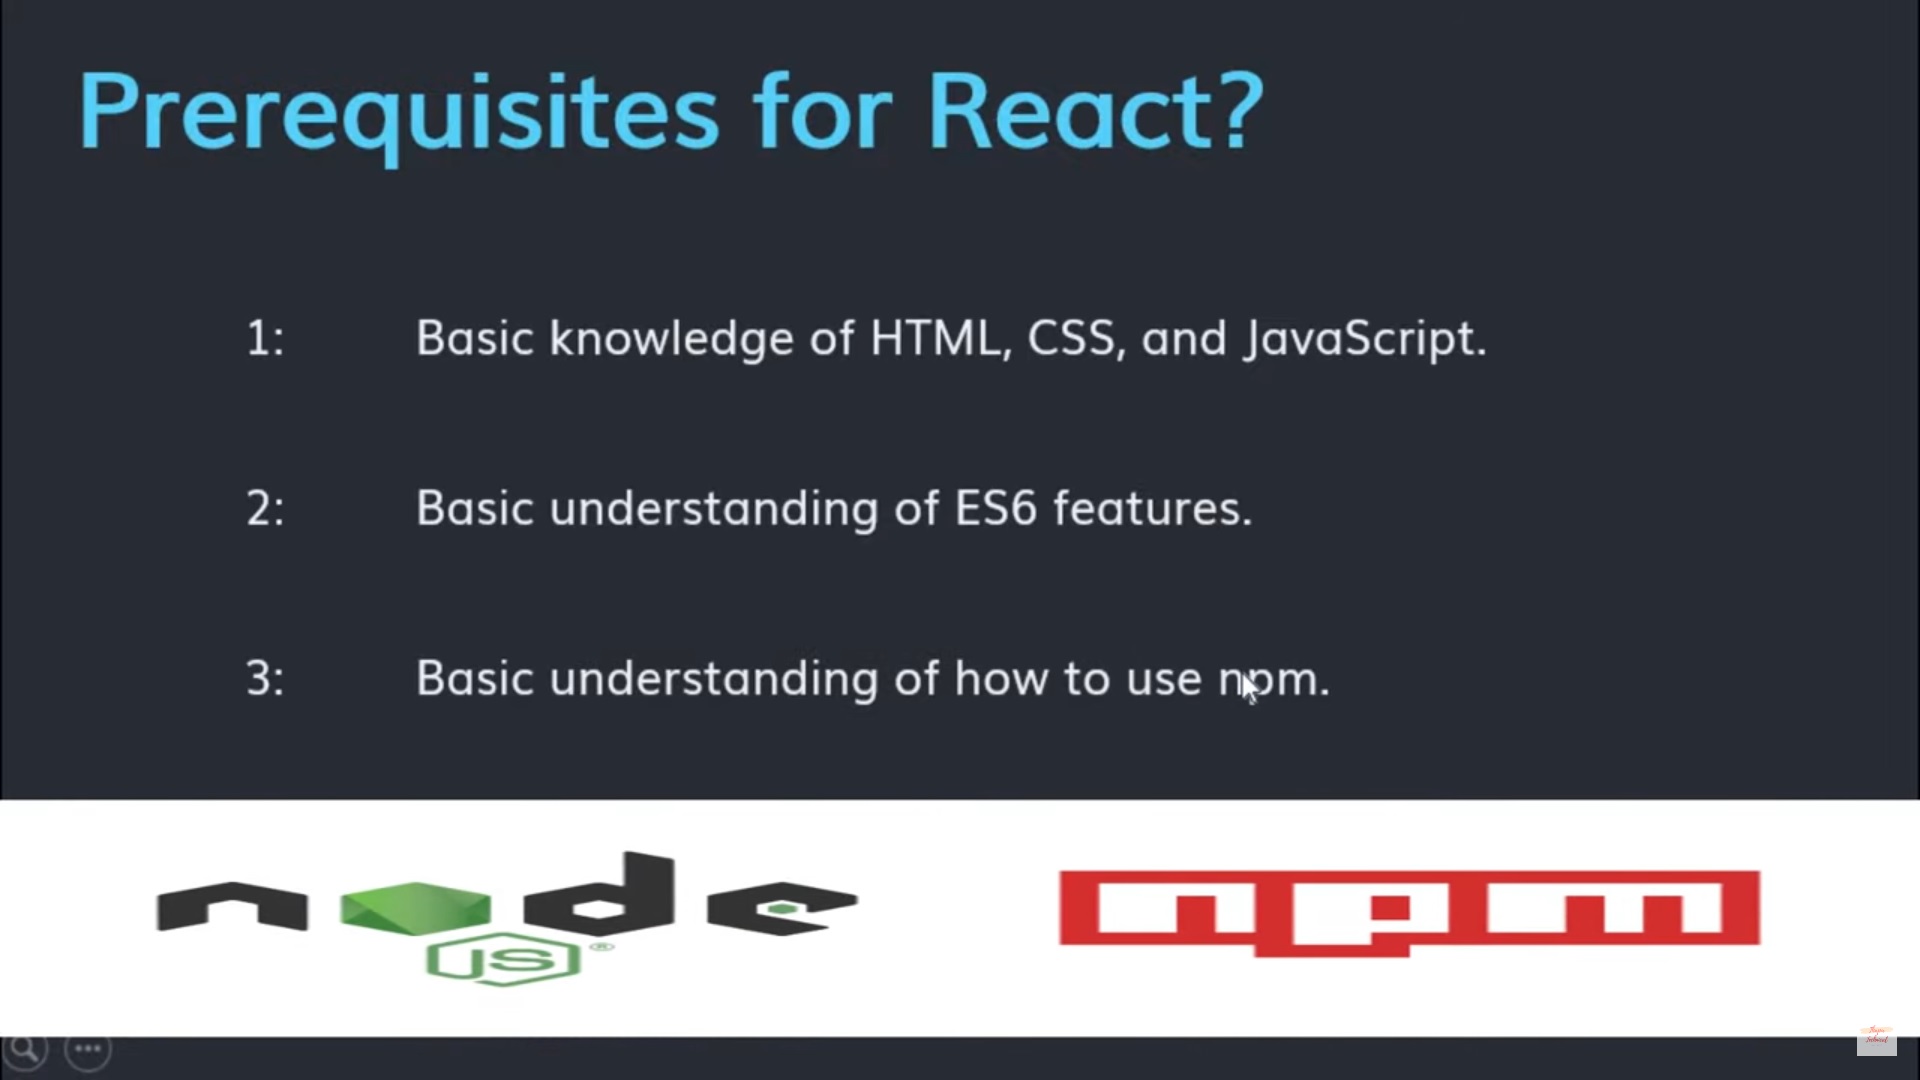 Prerequisites for React?
1: Basic knowledge of HTML, CSS, and JavaScript.
2: Basic understanding of ES6 features.
3: Basic understanding of how to use npm.
node
JS®
npm